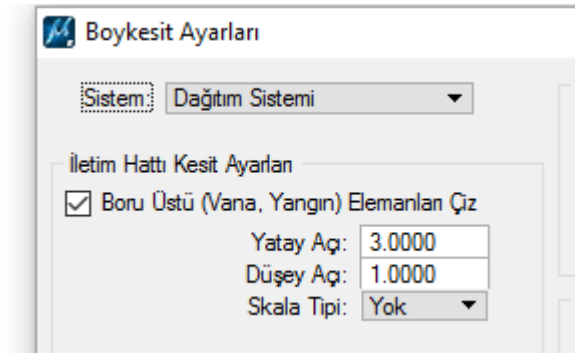 Boykesit Ayarları
Sistem: Dağıtım Sistemi
İletim Hattı Kesit Ayarları
Boru Üstü (Vana, Yangın) Elemanları Çiz
Yatay Açı: 3.0000
Düşey Açı: 1.0000
Skala Tipi: Yok